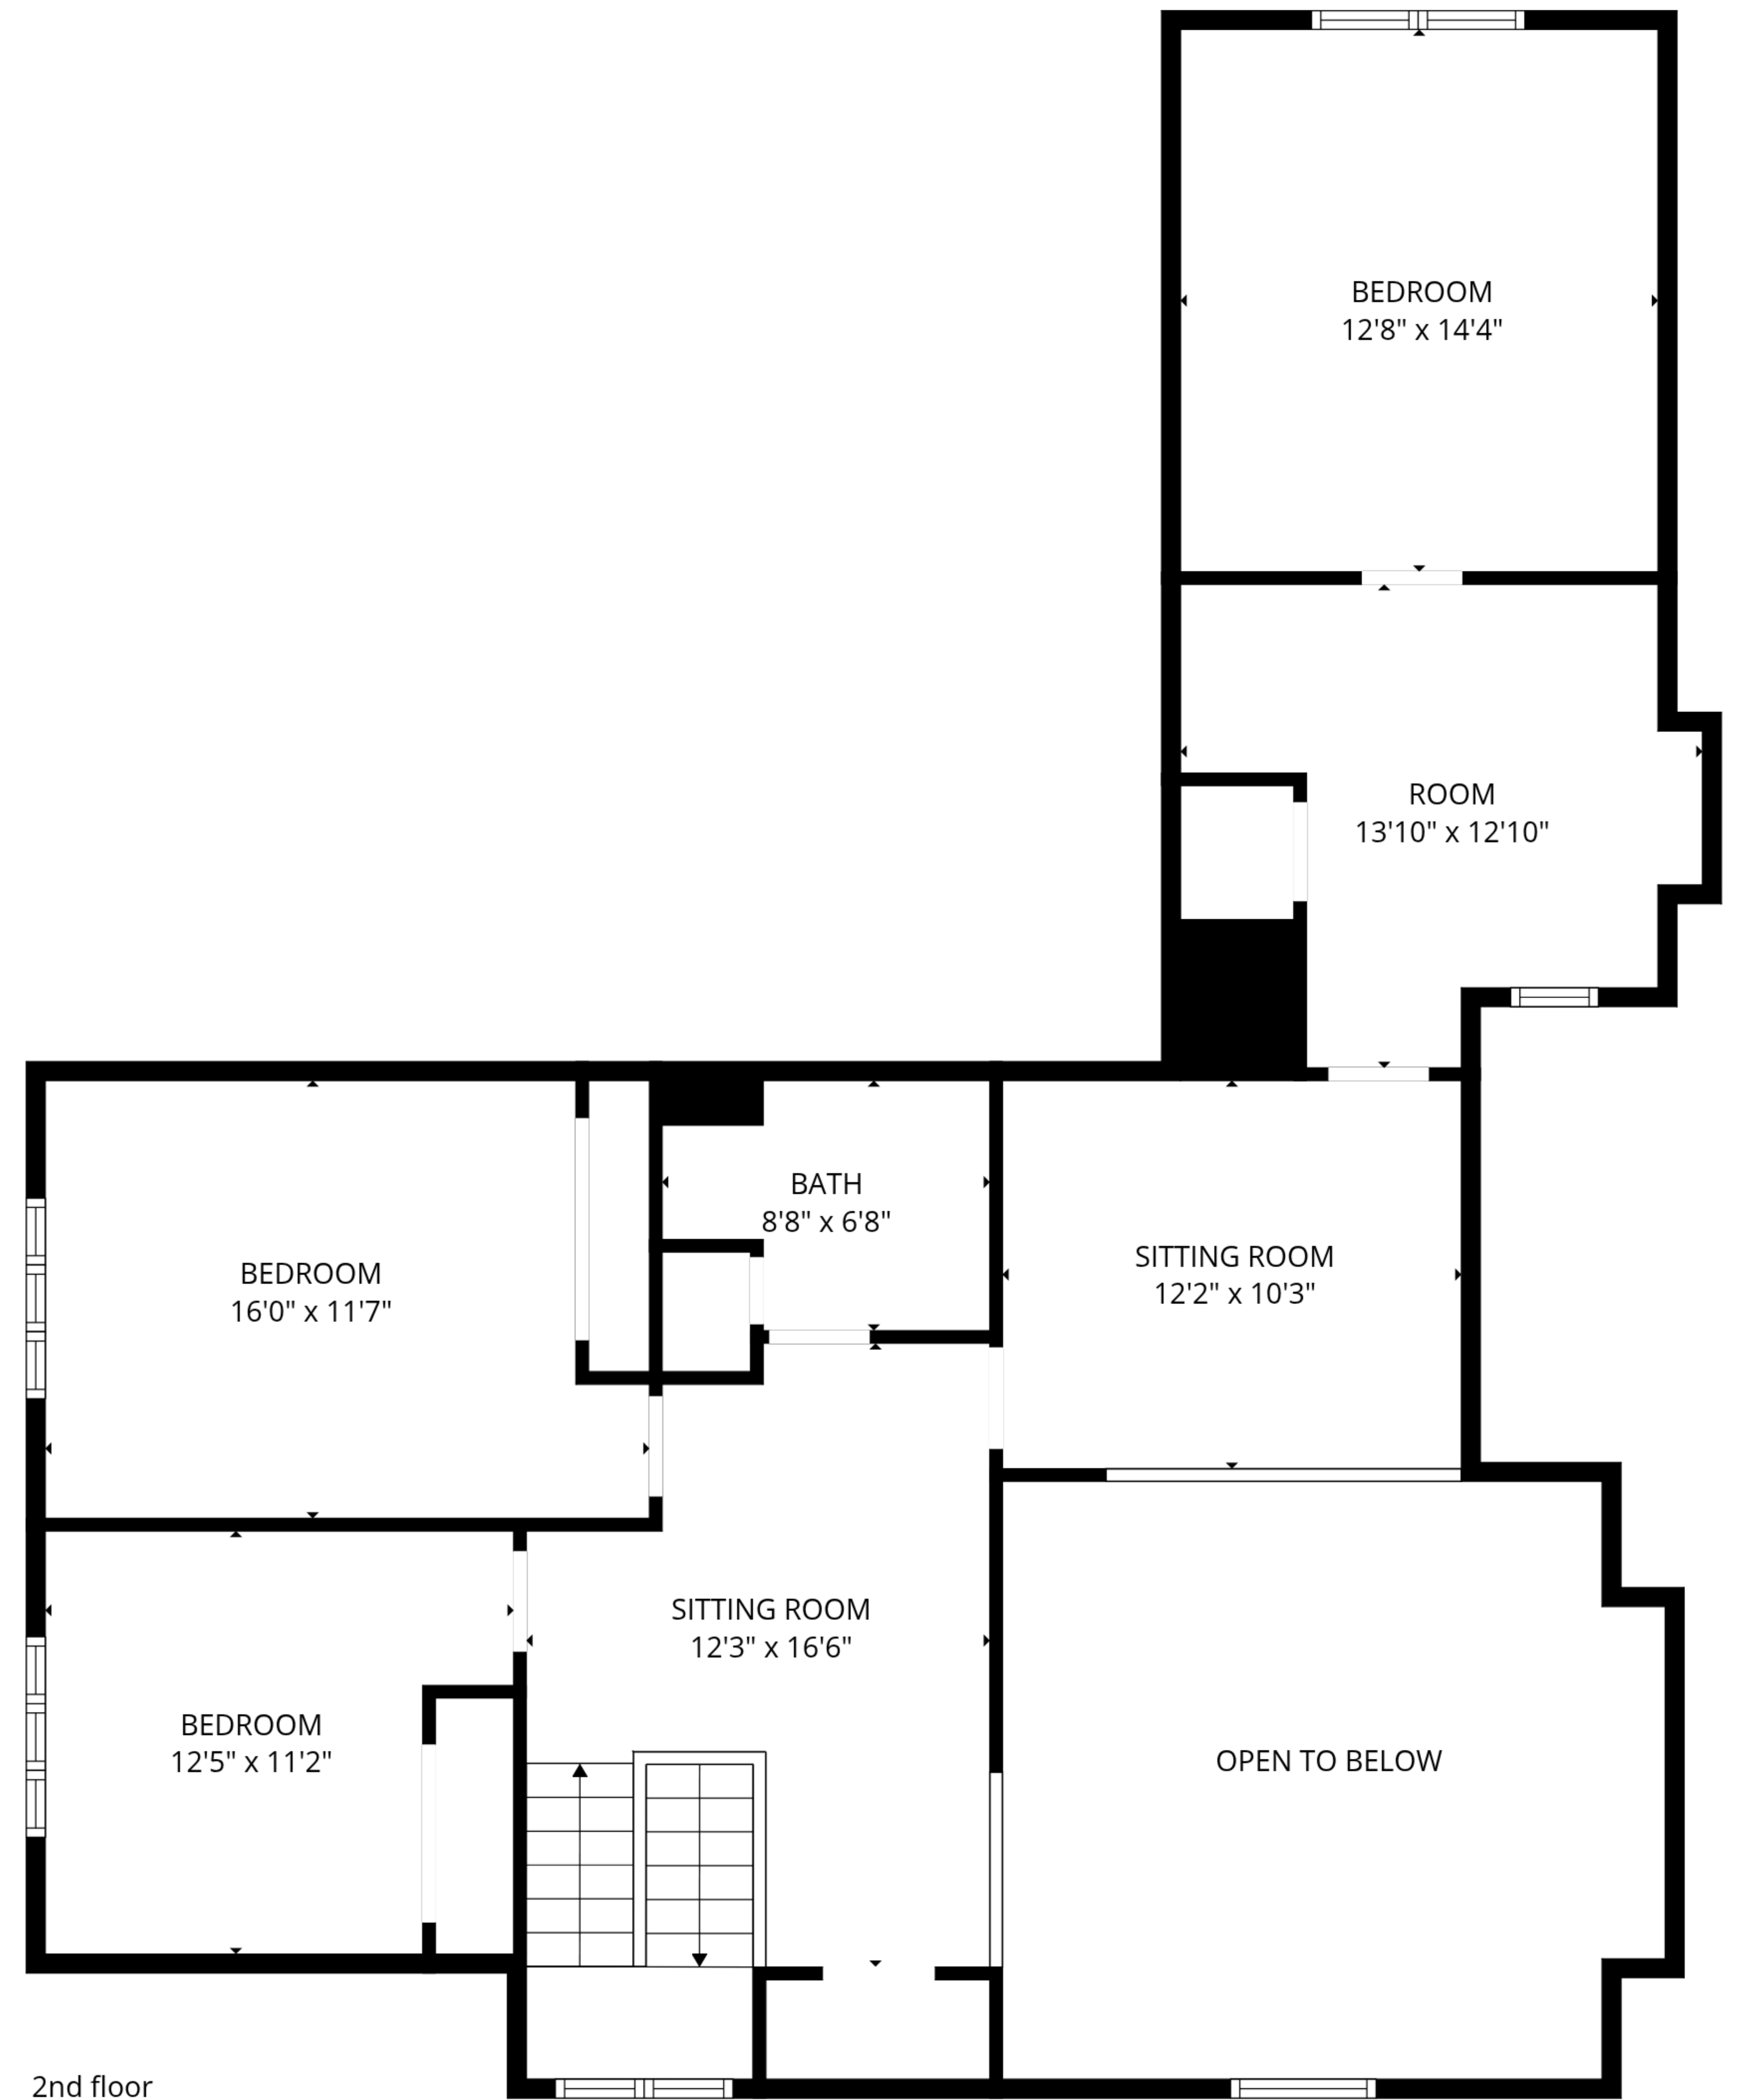 BEDROOM
12'8" x 14'4"
ROOM
13'10" x 12'10"
BATH
8'8" x 6'8"
SITTING ROOM
12'2" x 10'3"
BEDROOM
16'0" x 11'7"
SITTING ROOM
12'3" x 16'6"
BEDROOM
12'5" x 11'2"
OPEN TO BELOW
2nd floor